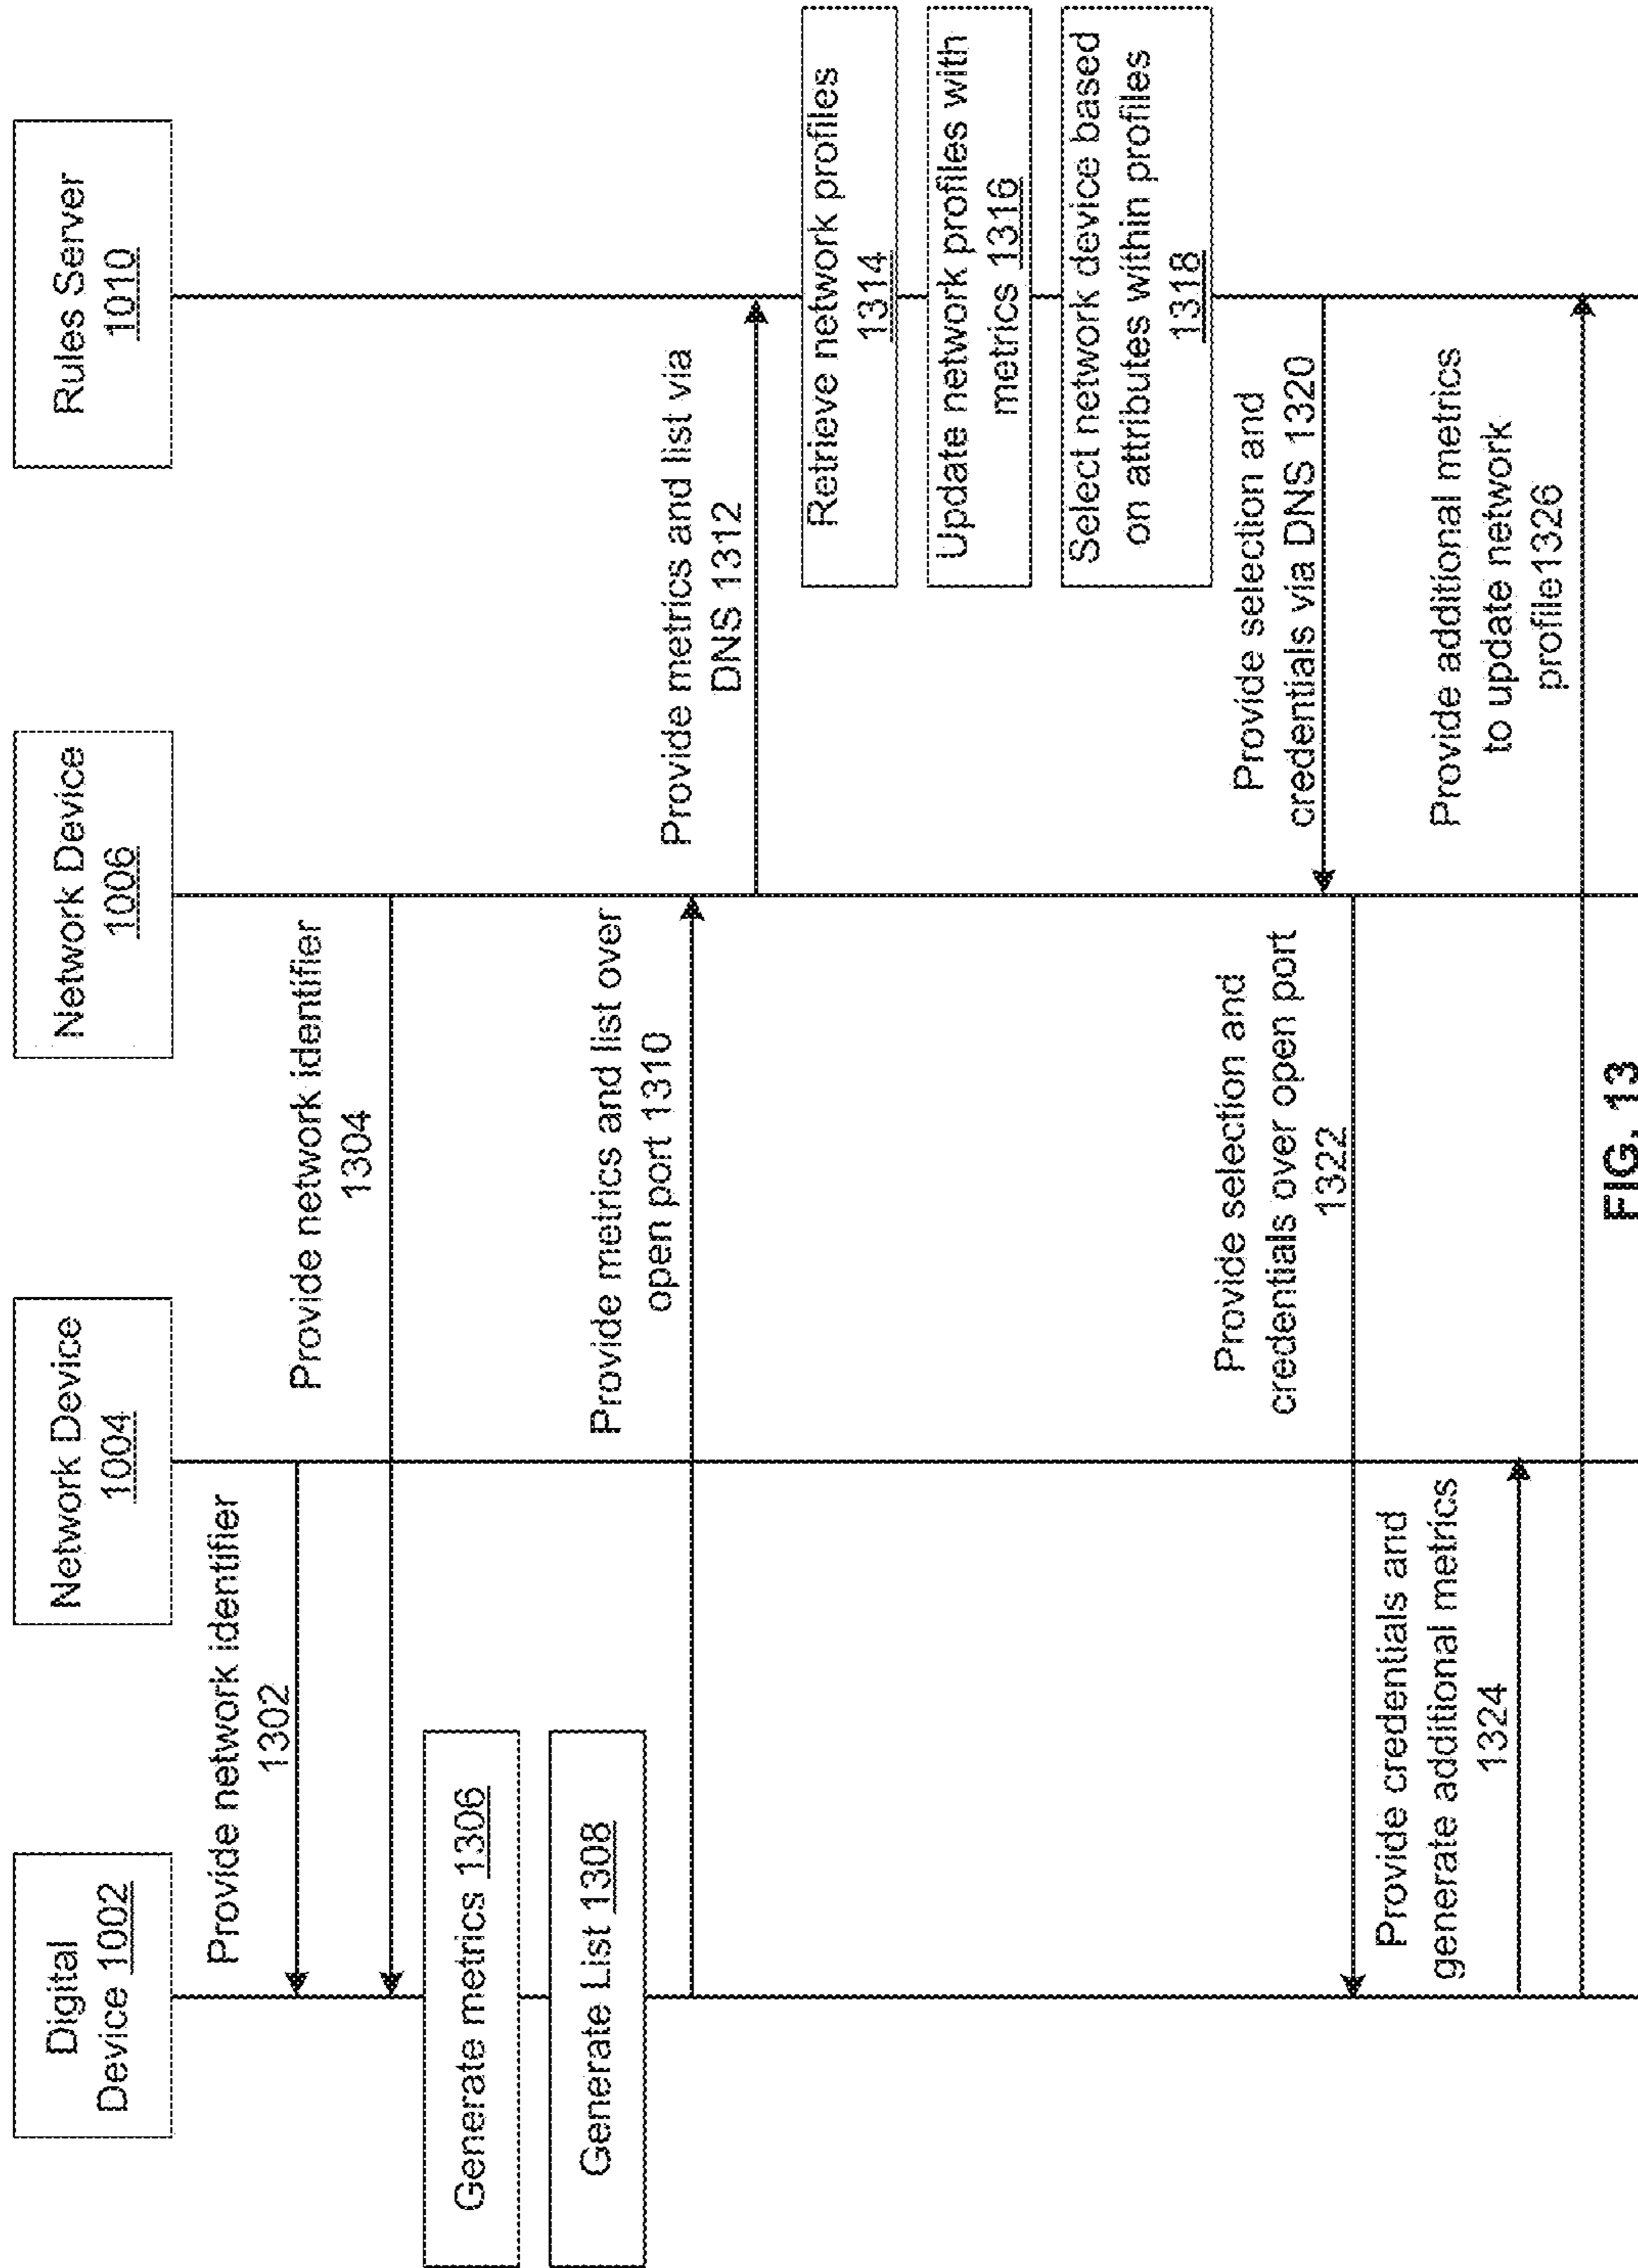 Digital
Device 1002
Network Device
1004
Network Device
1006
Rules Server
1010
Provide network identifier
1302
Provide network identifier
1304
Generate metrics 1306
Generate List 1308
Provide metrics and list over
open port 1310
Provide metrics and list via
DNS 1312
Retrieve network profiles
1314
Update network profiles with
metrics 1316
Select network device based
on attributes within profiles
1318
Provide selection and
credentials via DNS 1320
Provide selection and
credentials over open port
1322
Provide credentials and
generate additional metrics
1324
Provide additional metrics
to update network
profile1326
FIG. 13